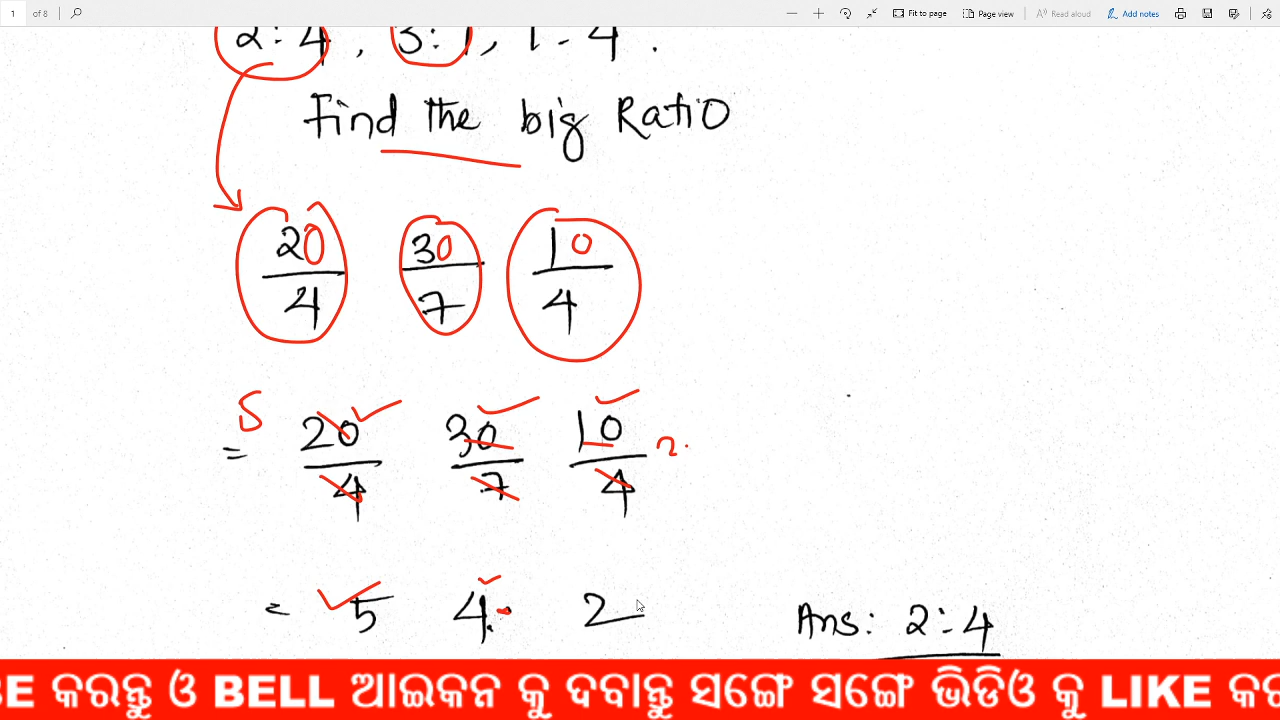 1 of 8 Fit to page Page view Read aloud Add notes
2:4, 3:7, 1-4.
Find the big Ratio
20/4 30/7 10/4
5
= 20/4 30/7 10/4 2.
= 5 4. 2
Ans: 2:4
BE କରନ୍ତୁ ଓ BELL ଆଇକନ କୁ ଦବାନ୍ତୁ ସଙ୍ଗେ ସଙ୍ଗେ ଭିଡିଓ କୁ LIKE